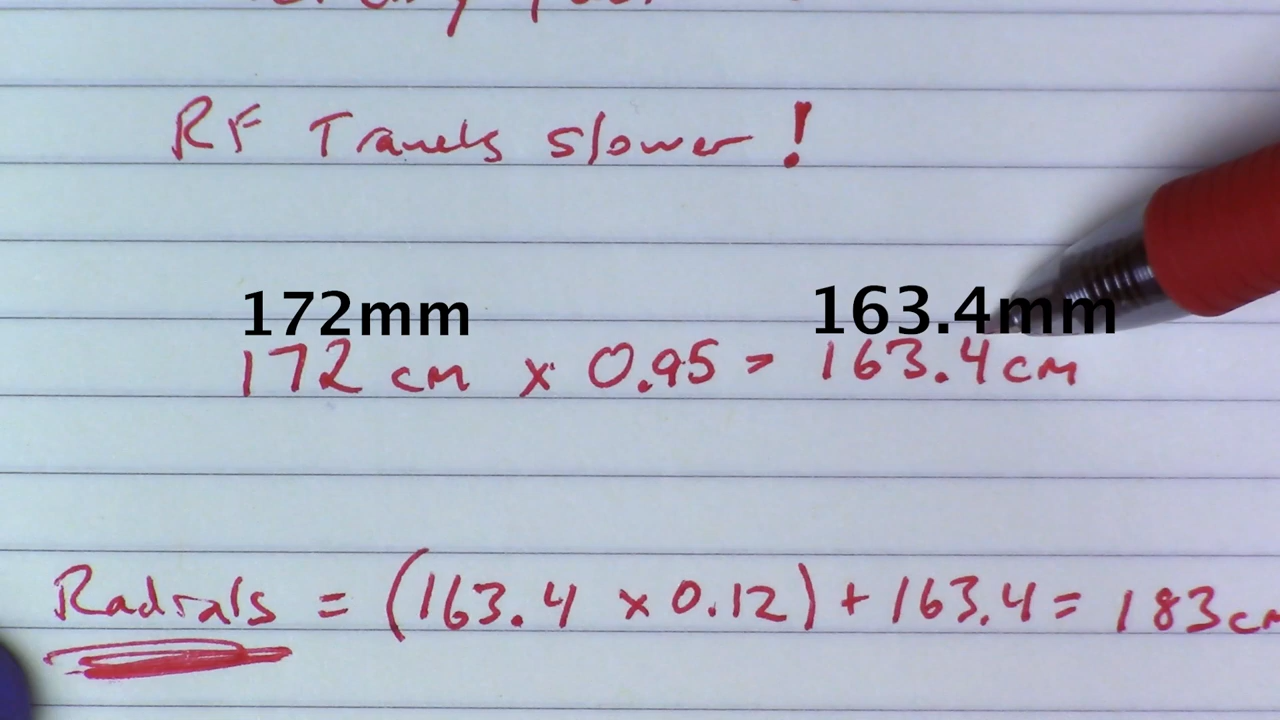 RF Travels slower!
172mm 163.4mm
172 cm x 0.95 = 163.4cm
Radials = (163.4 x 0.12) + 163.4 = 183cm